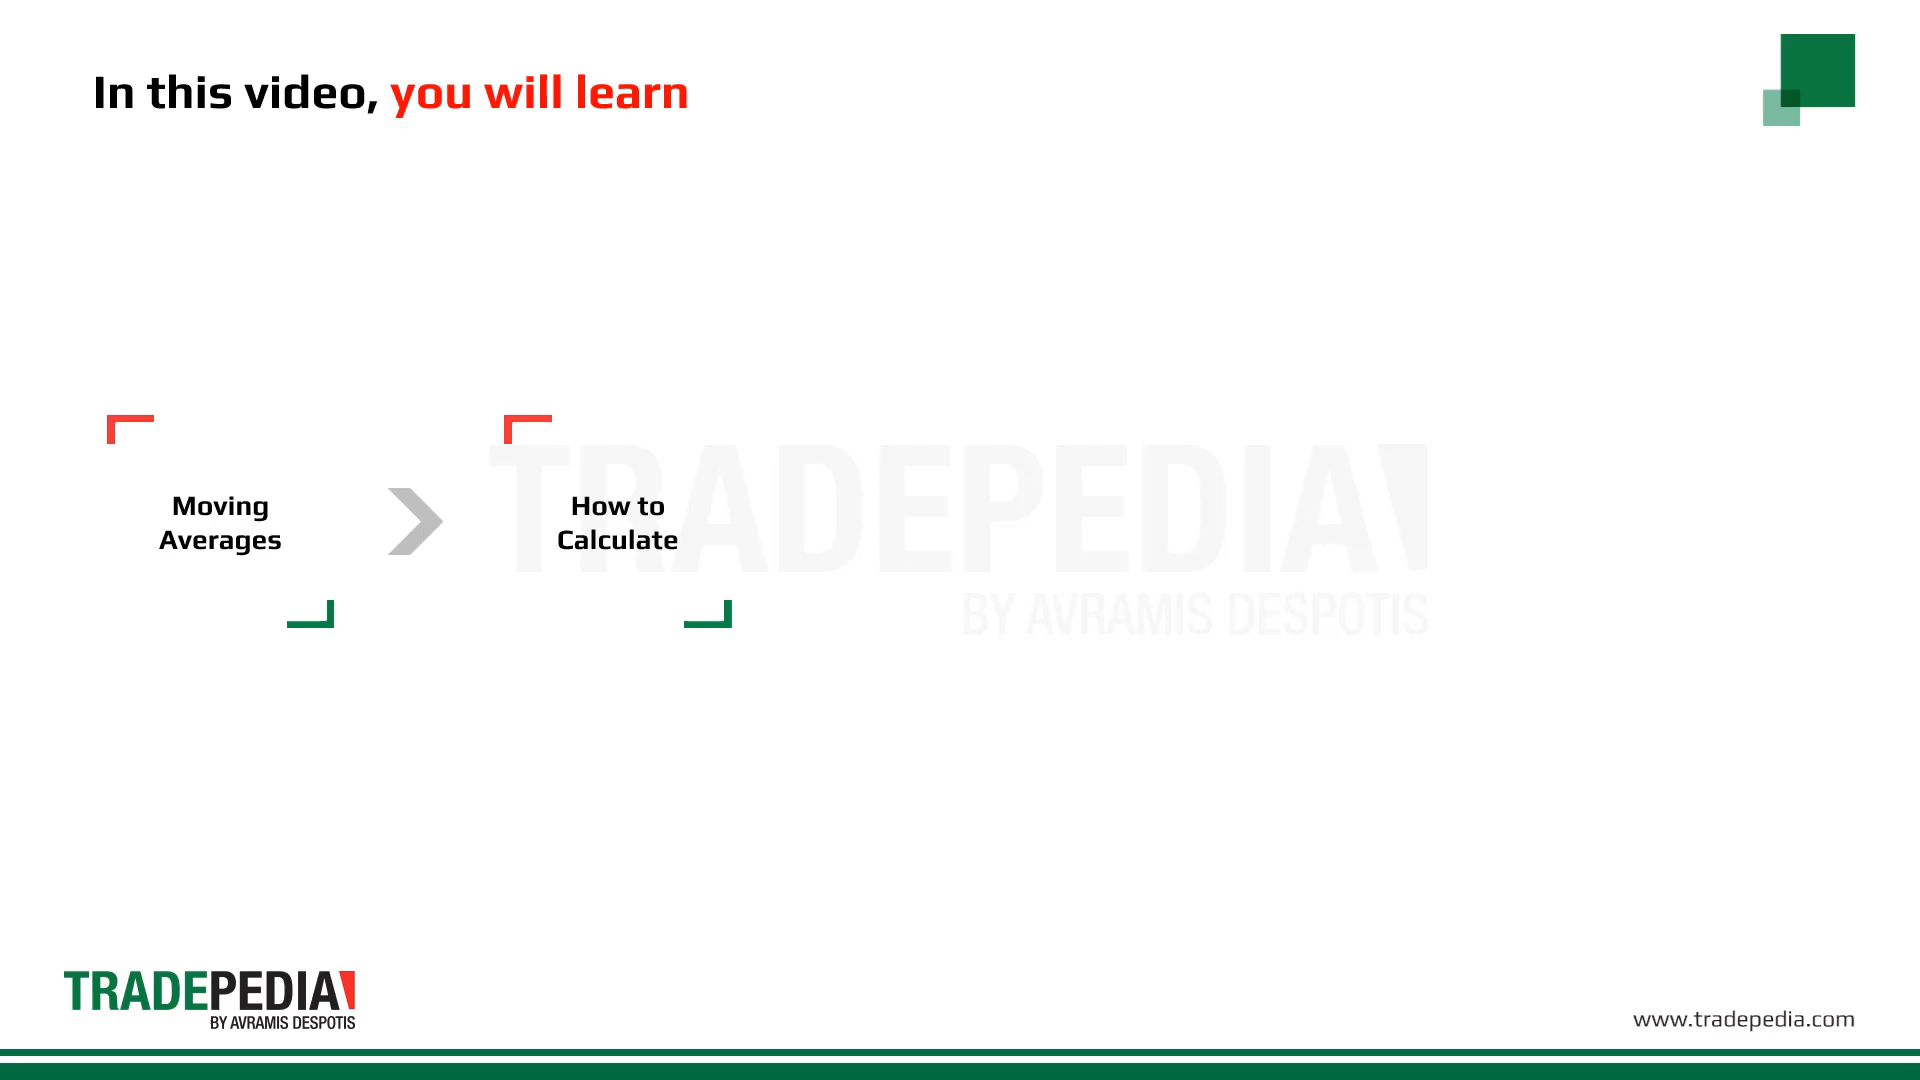 In this video, you will learn
Moving
Averages
How to
Calculate
TRADEPEDIA
BY AVRAMIS DESPOTIS
TRADEPEDIA
BY AVRAMIS DESPOTIS
www.tradepedia.com